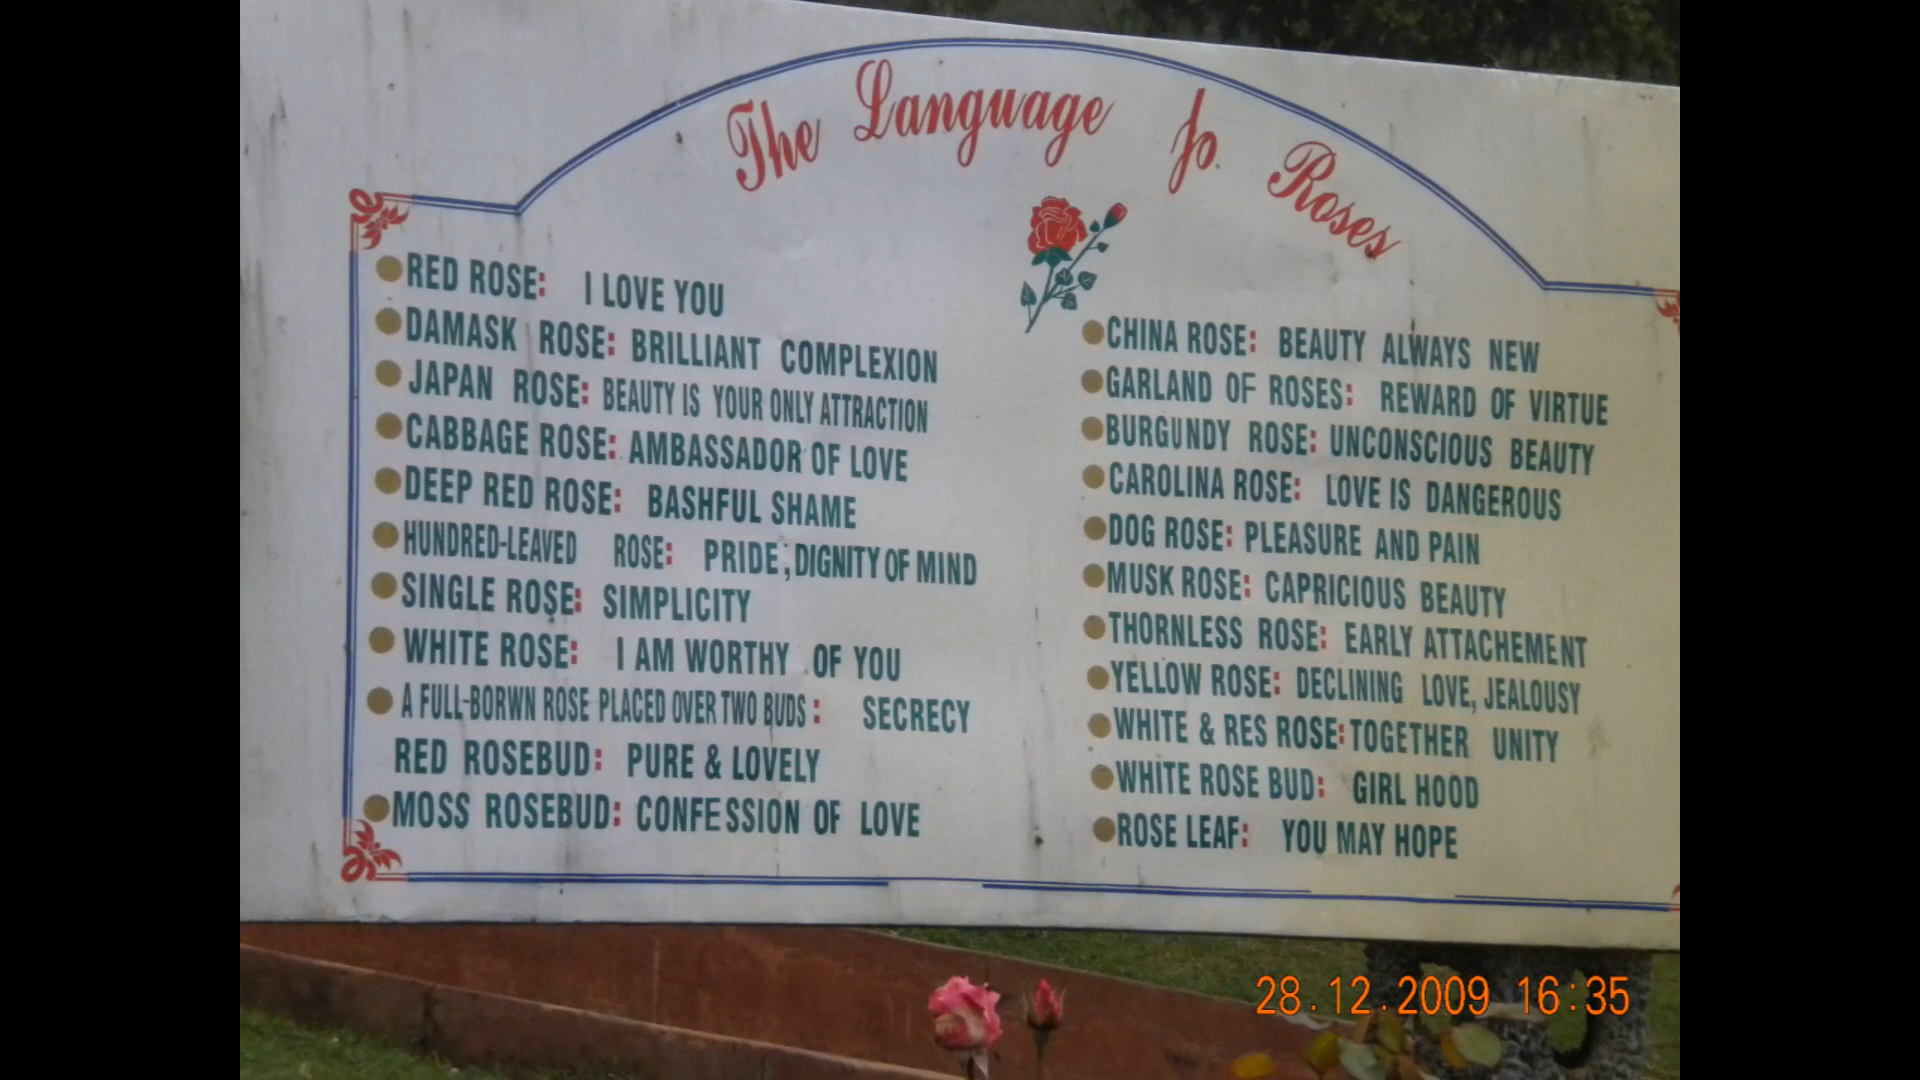 The Language fo Roses
RED ROSE: I LOVE YOU
DAMASK ROSE: BRILLIANT COMPLEXION
JAPAN ROSE: BEAUTY IS YOUR ONLY ATTRACTION
CABBAGE ROSE: AMBASSADOR OF LOVE
DEEP RED ROSE: BASHFUL SHAME
HUNDRED-LEAVED ROSE: PRIDE, DIGNITY OF MIND
SINGLE ROSE: SIMPLICITY
WHITE ROSE: I AM WORTHY OF YOU
A FULL-BORWN ROSE PLACED OVER TWO BUDS: SECRECY
RED ROSEBUD: PURE & LOVELY
MOSS ROSEBUD: CONFESSION OF LOVE
CHINA ROSE: BEAUTY ALWAYS NEW
GARLAND OF ROSES: REWARD OF VIRTUE
BURGUNDY ROSE: UNCONSCIOUS BEAUTY
CAROLINA ROSE: LOVE IS DANGEROUS
DOG ROSE: PLEASURE AND PAIN
MUSK ROSE: CAPRICIOUS BEAUTY
THORNLESS ROSE: EARLY ATTACHEMENT
YELLOW ROSE: DECLINING LOVE, JEALOUSY
WHITE & RES ROSE: TOGETHER UNITY
WHITE ROSE BUD: GIRL HOOD
ROSE LEAF: YOU MAY HOPE
28.12.2009 16:35